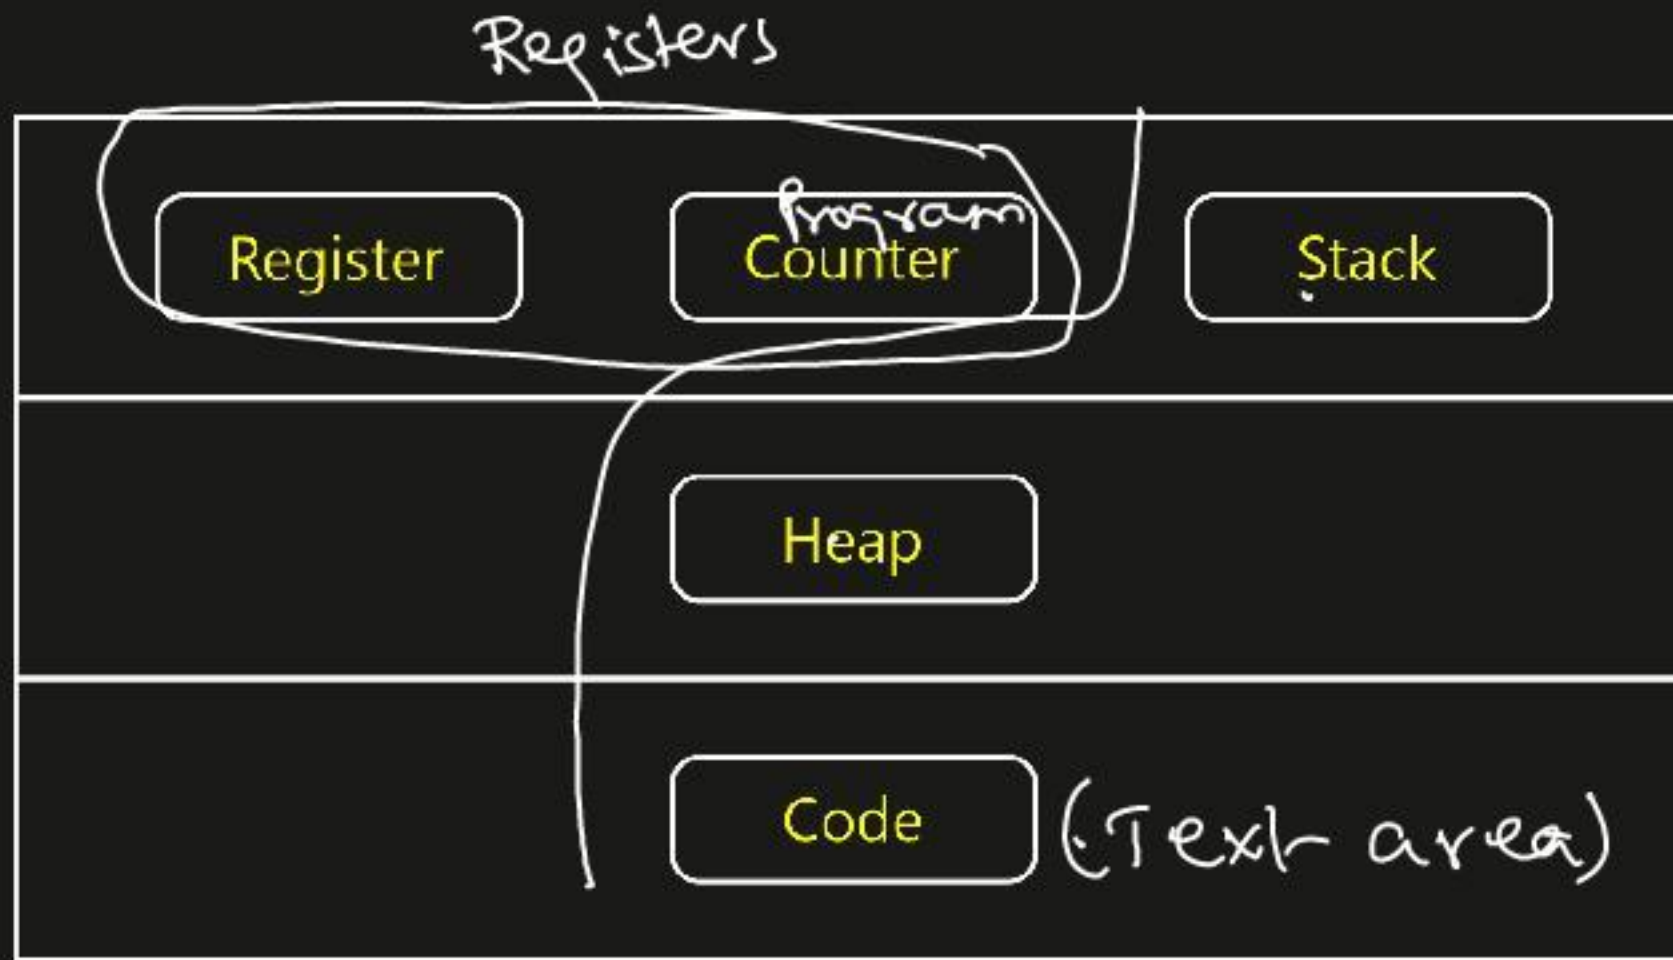 Registers
Program
Register Counter Stack
Heap
Code (Text area)